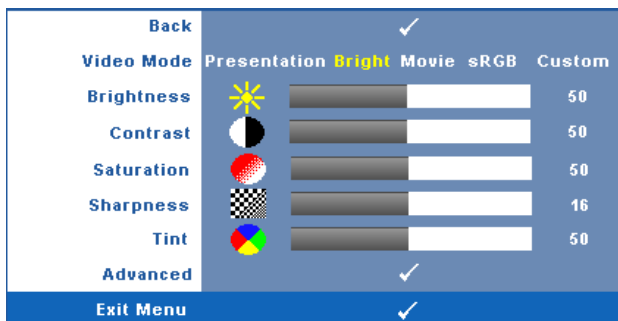 Back
Video Mode Presentation Bright Movie sRGB Custom
Brightness 50
Contrast 50
Saturation 50
Sharpness 16
Tint 50
Advanced
Exit Menu